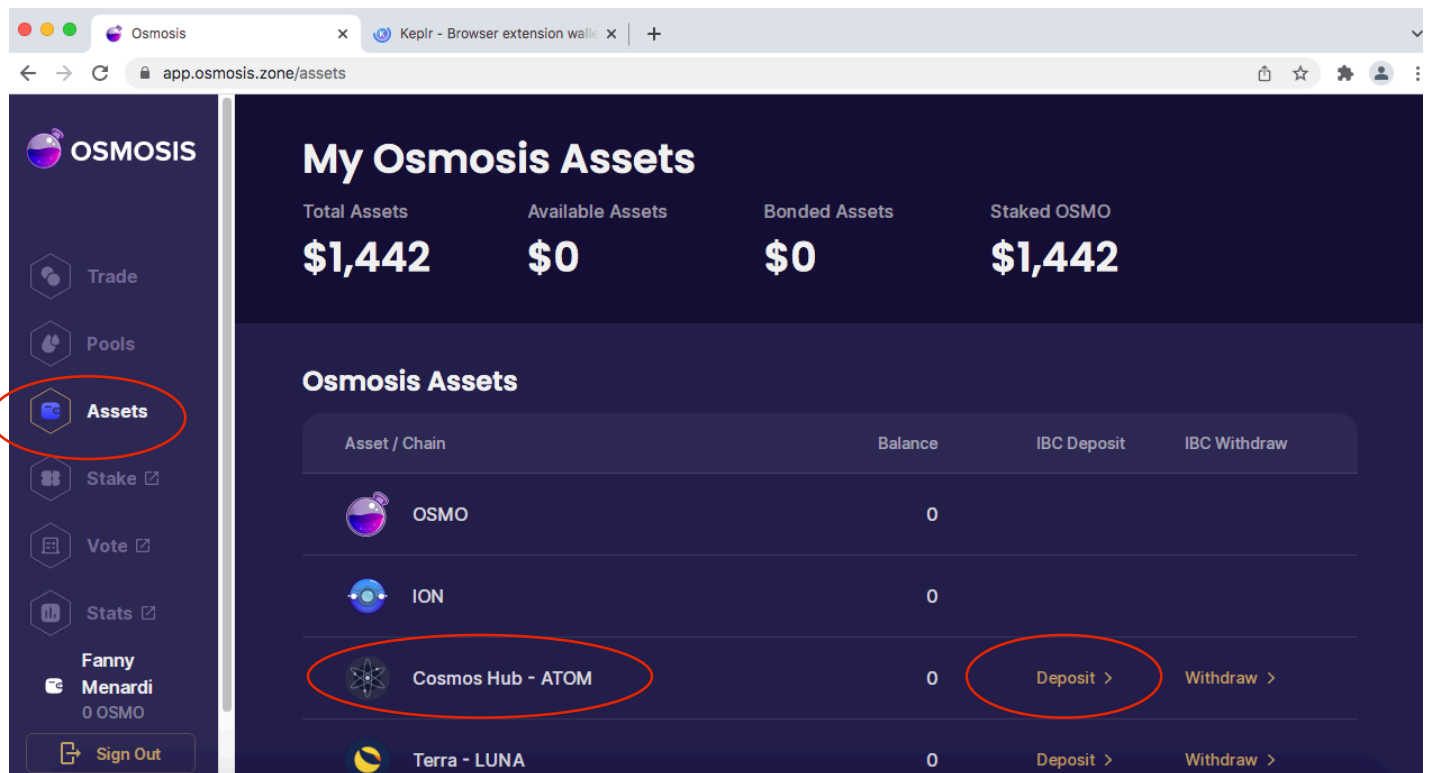 Osmosis
Keplr - Browser extension walle
app.osmosis.zone/assets
OSMOSIS
Trade
Pools
Assets
Stake
Vote
Stats
Fanny
Menardi
0 OSMO
Sign Out
My Osmosis Assets
Total Assets Available Assets Bonded Assets Staked OSMO
$1,442 $0 $0 $1,442
Osmosis Assets
Asset / Chain Balance IBC Deposit IBC Withdraw
OSMO 0
ION 0
Cosmos Hub - ATOM 0 Deposit > Withdraw >
Terra - LUNA 0 Deposit > Withdraw >